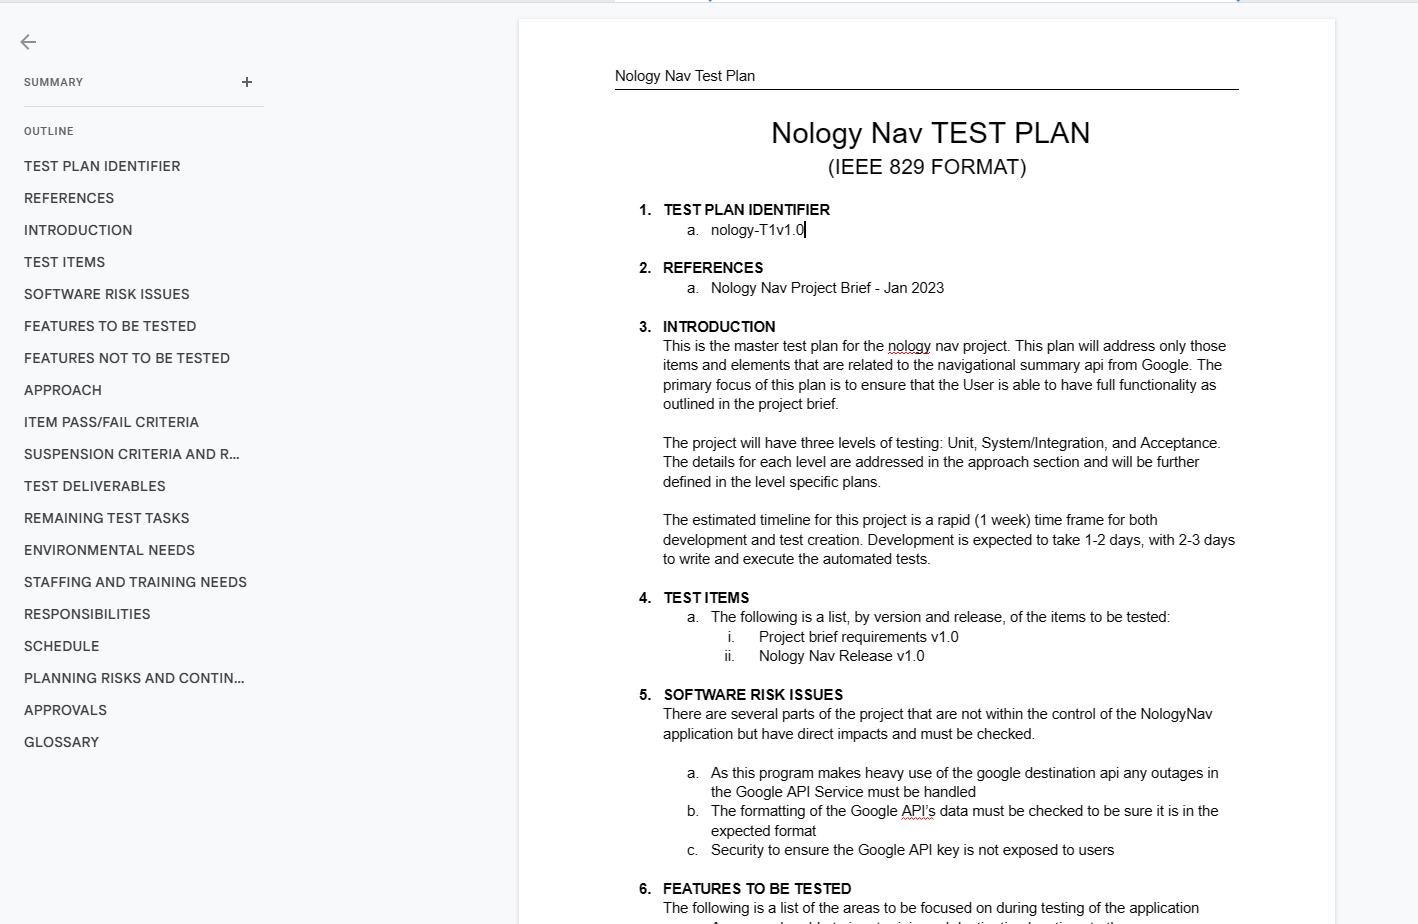 SUMMARY
OUTLINE
TEST PLAN IDENTIFIER
REFERENCES
INTRODUCTION
TEST ITEMS
SOFTWARE RISK ISSUES
FEATURES TO BE TESTED
FEATURES NOT TO BE TESTED
APPROACH
ITEM PASS/FAIL CRITERIA
SUSPENSION CRITERIA AND R...
TEST DELIVERABLES
REMAINING TEST TASKS
ENVIRONMENTAL NEEDS
STAFFING AND TRAINING NEEDS
RESPONSIBILITIES
SCHEDULE
PLANNING RISKS AND CONTIN...
APPROVALS
GLOSSARY
Nology Nav Test Plan
Nology Nav TEST PLAN
(IEEE 829 FORMAT)
1. TEST PLAN IDENTIFIER
a. nology-T1v1.0
2. REFERENCES
a. Nology Nav Project Brief - Jan 2023
3. INTRODUCTION
This is the master test plan for the nology nav project. This plan will address only those
items and elements that are related to the navigational summary api from Google. The
primary focus of this plan is to ensure that the User is able to have full functionality as
outlined in the project brief.
The project will have three levels of testing: Unit, System/Integration, and Acceptance.
The details for each level are addressed in the approach section and will be further
defined in the level specific plans.
The estimated timeline for this project is a rapid (1 week) time frame for both
development and test creation. Development is expected to take 1-2 days, with 2-3 days
to write and execute the automated tests.
4. TEST ITEMS
a. The following is a list, by version and release, of the items to be tested:
i. Project brief requirements v1.0
ii. Nology Nav Release v1.0
5. SOFTWARE RISK ISSUES
There are several parts of the project that are not within the control of the NologyNav
application but have direct impacts and must be checked.
a. As this program makes heavy use of the google destination api any outages in
the Google API Service must be handled
b. The formatting of the Google API's data must be checked to be sure it is in the
expected format
c. Security to ensure the Google API key is not exposed to users
6. FEATURES TO BE TESTED
The following is a list of the areas to be focused on during testing of the application